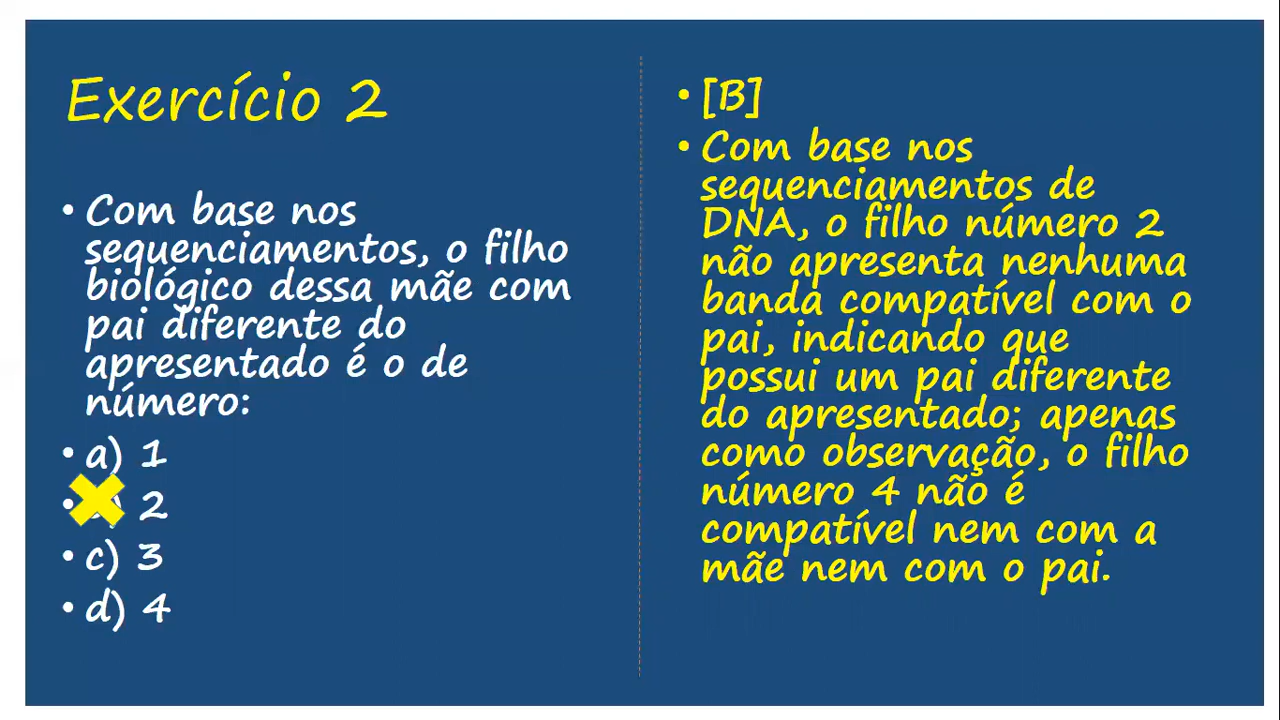 Exercício 2
• Com base nos
sequenciamentos, o filho
biológico dessa mãe com
pai diferente do
apresentado é o de
número:
• a) 1
• 2
• c) 3
• d) 4
• [B]
• Com base nos
sequenciamentos de
DNA, o filho número 2
não apresenta nenhuma
banda compatível com o
pai, indicando que
possui um pai diferente
do apresentado; apenas
como observação, o filho
número 4 não é
compatível nem com a
mãe nem com o pai.